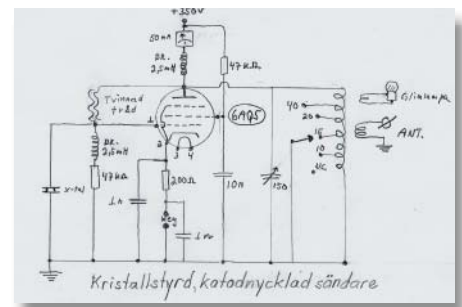 +350V
50mA
DR.
2,5mH
47kΩ
Tvinnad
tråd
6AQ5
1
2
3 4
DR.
2,5mH
47kΩ
x-tal
200Ω
1n
Key
10n
150
40
20
15
10
Glimlampa
ANT.
Kristallstyrd, katodnycklad sändare